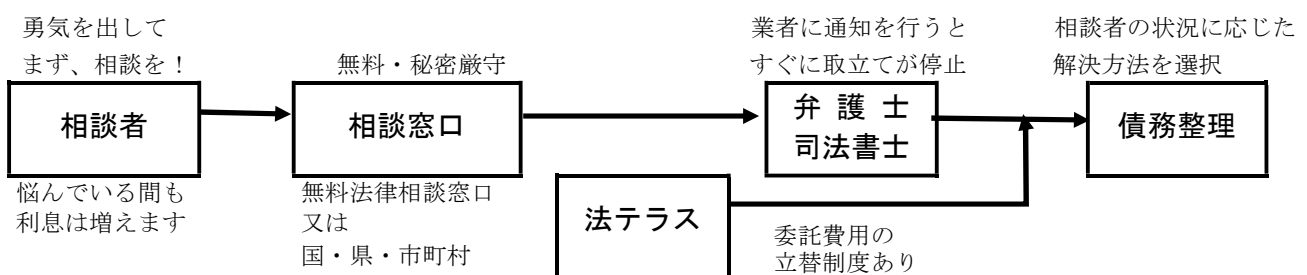 勇気を出して
まず、相談を！
相談者
悩んでいる間も
利息は増えます
無料・秘密厳守
相談窓口
無料法律相談窓口
又は
国・県・市町村
業者に通知を行うと
すぐに取立てが停止
弁護士
司法書士
法テラス
委託費用の
立替制度あり
相談者の状況に応じた
解決方法を選択
債務整理